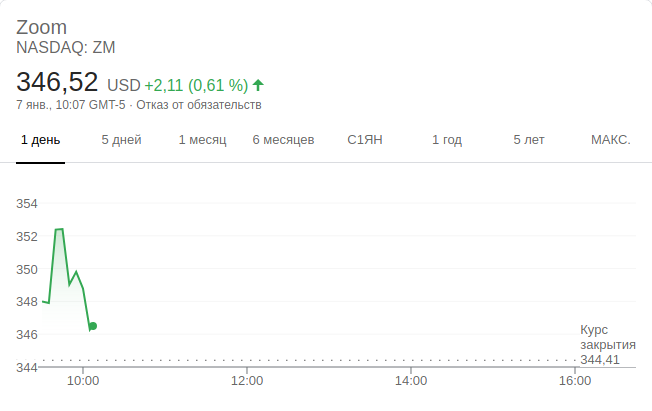 Zoom
NASDAQ: ZM
346,52 USD +2,11 (0,61 %)
7 янв., 10:07 GMT-5 · Отказ от обязательств
1 день 5 дней 1 месяц 6 месяцев С1ЯН 1 год 5 лет МАКС.
354
352
350
348
346
344
Курс
закрытия
344,41
10:00 12:00 14:00 16:00